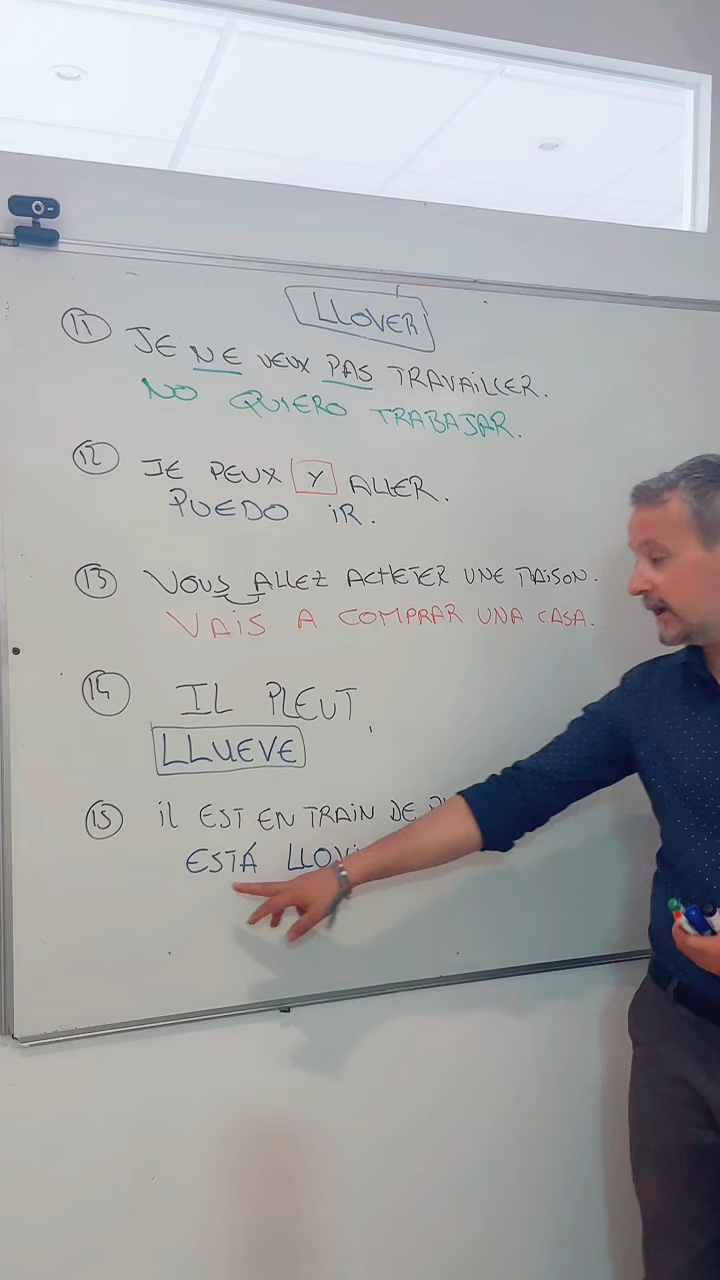 LLOVER
11 JE NE VEUX PAS TRAVAILLER.
NO QUIERO TRABAJAR.
12 JE PEUX Y ALLER.
PUEDO IR.
13 VOUS ALLEZ ACHETER UNE MAISON.
VAIS A COMPRAR UNA CASA.
14 IL PLEUT.
LLUEVE
15 IL EST EN TRAIN DE
ESTÁ